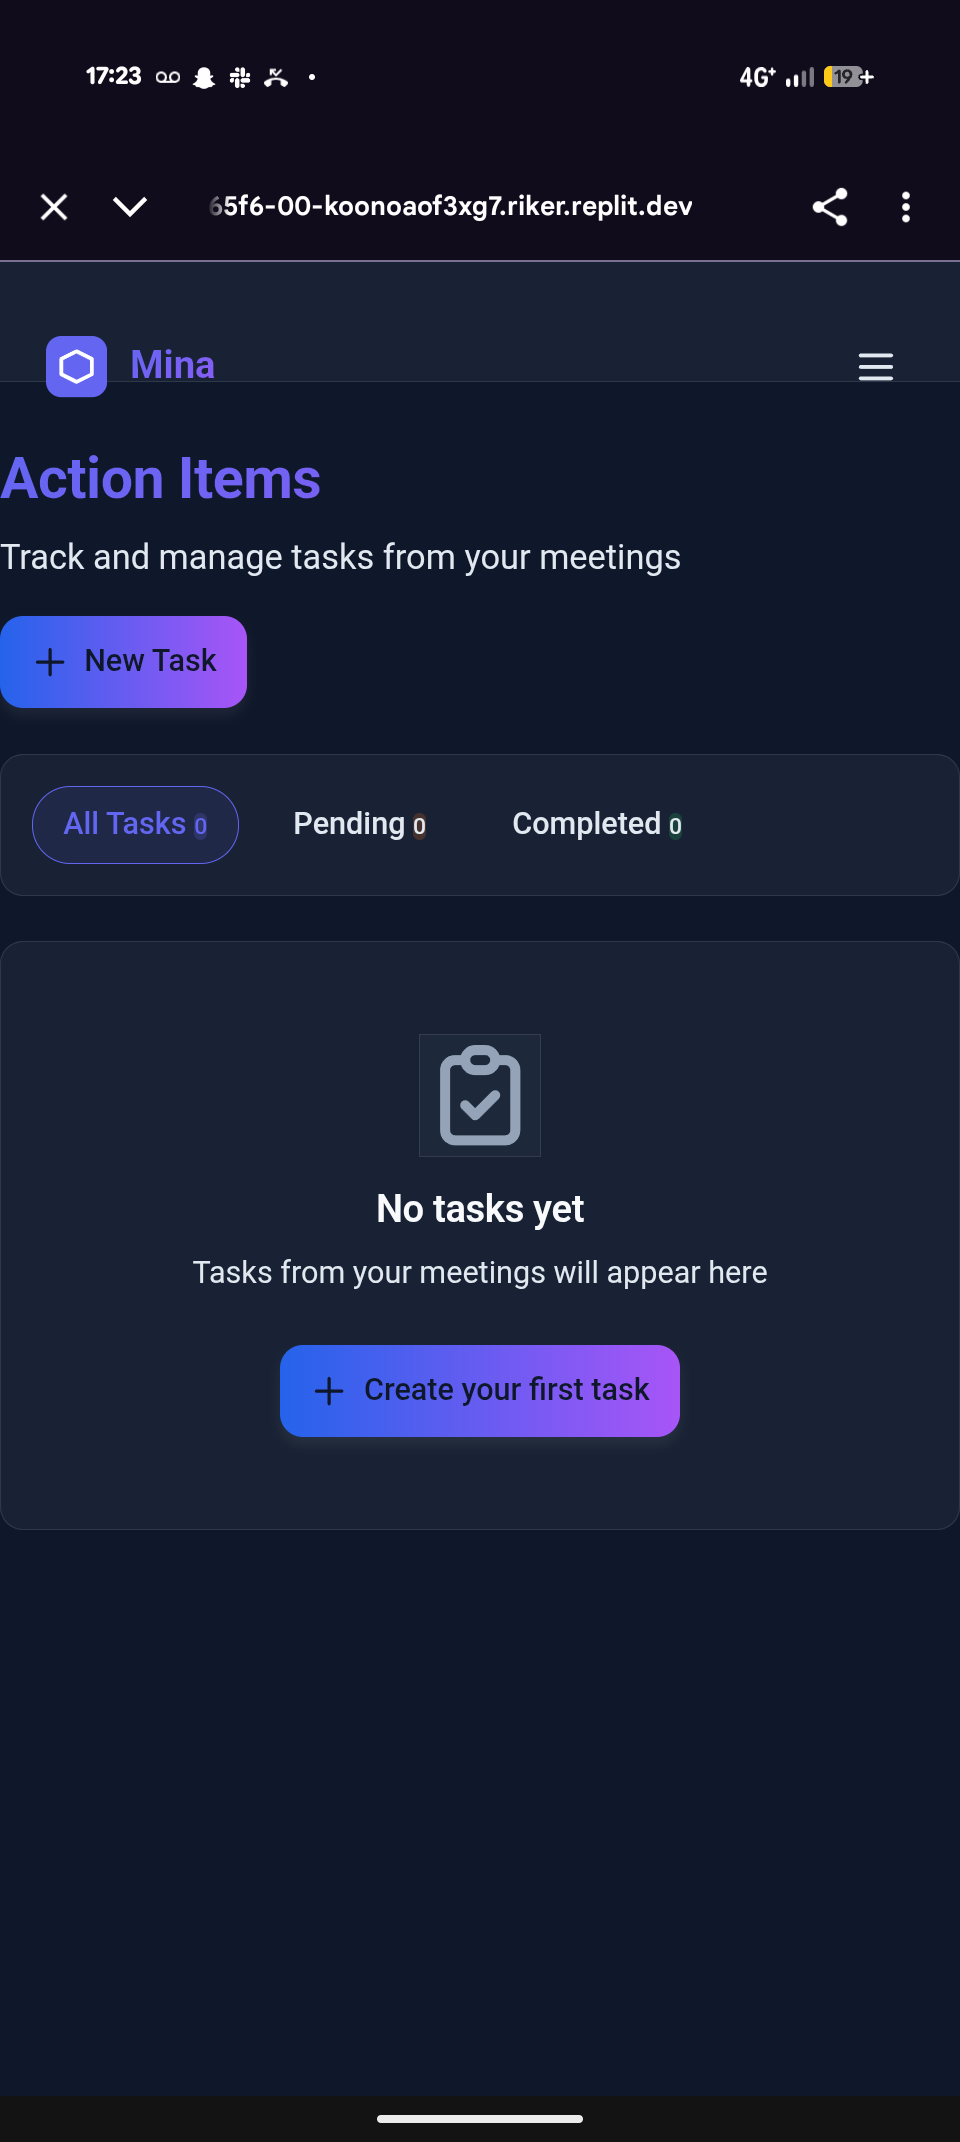 17:23
4G+
19
65f6-00-koonoaof3xg7.riker.replit.dev
Mina
Action Items
Track and manage tasks from your meetings
New Task
All Tasks 0 Pending 0 Completed 0
No tasks yet
Tasks from your meetings will appear here
Create your first task